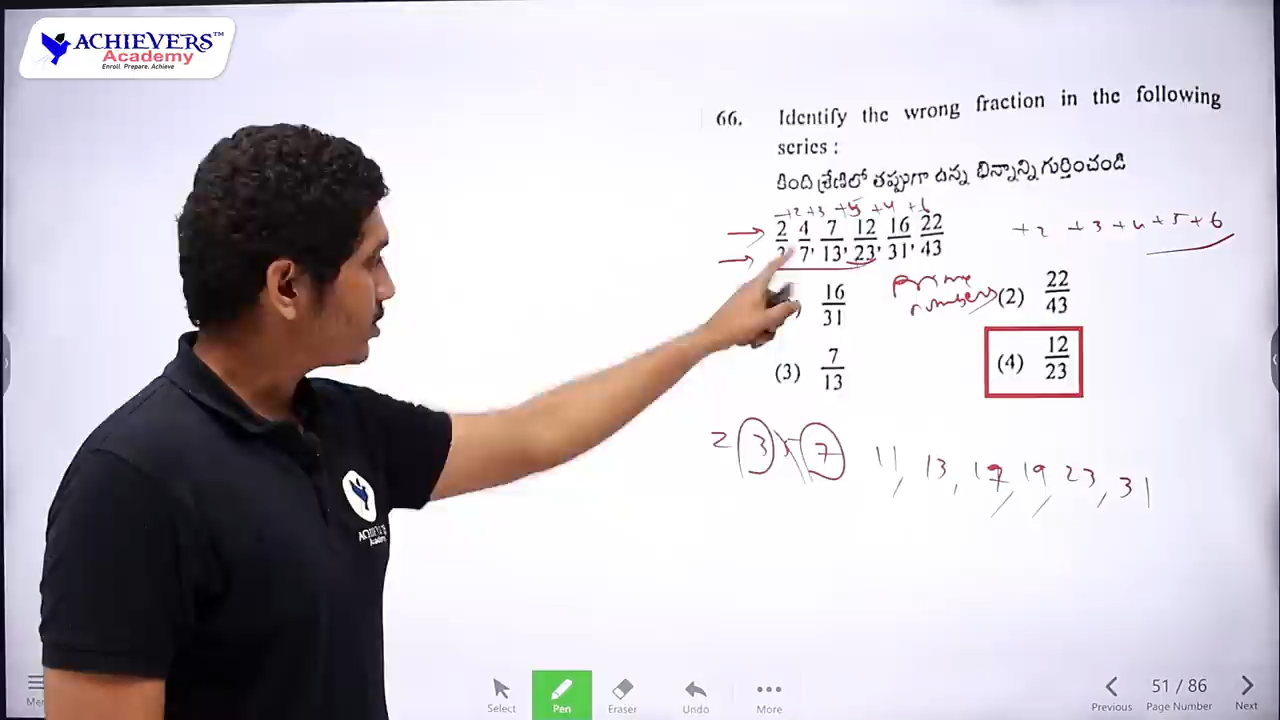 ACHIEVERS™
Academy
Enroll. Prepare. Achieve
66. Identify the wrong fraction in the following
series :
కింది శ్రేణిలో తప్పుగా ఉన్న భిన్నాన్ని గుర్తించండి
+2 +3 +5 +4 +6
2 4 7 12 16 22
7, 13, 23, 31, 43
+2 +3 +4 +5 +6
prime
numbers
16
31
(2) 22
43
(3) 7
13
(4) 12
23
2 3 5 7 11, 13, 17, 19, 23, 31
ACHIEVERS
Academy
Select
Pen
Eraser
Undo
More
Previous
51 / 86
Page Number
Next